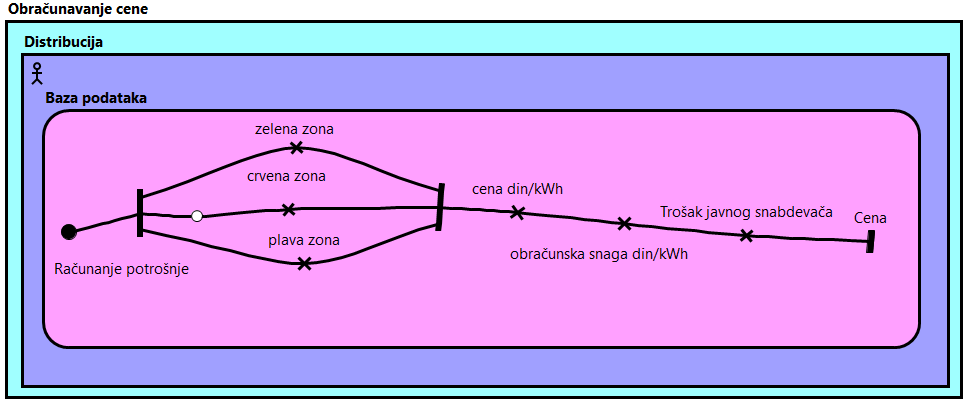 Obračunavanje cene
Distribucija
Baza podataka
zelena zona
crvena zona
cena din/kWh
Trošak javnog snabdevača
Cena
plava zona
obračunska snaga din/kWh
Računanje potrošnje